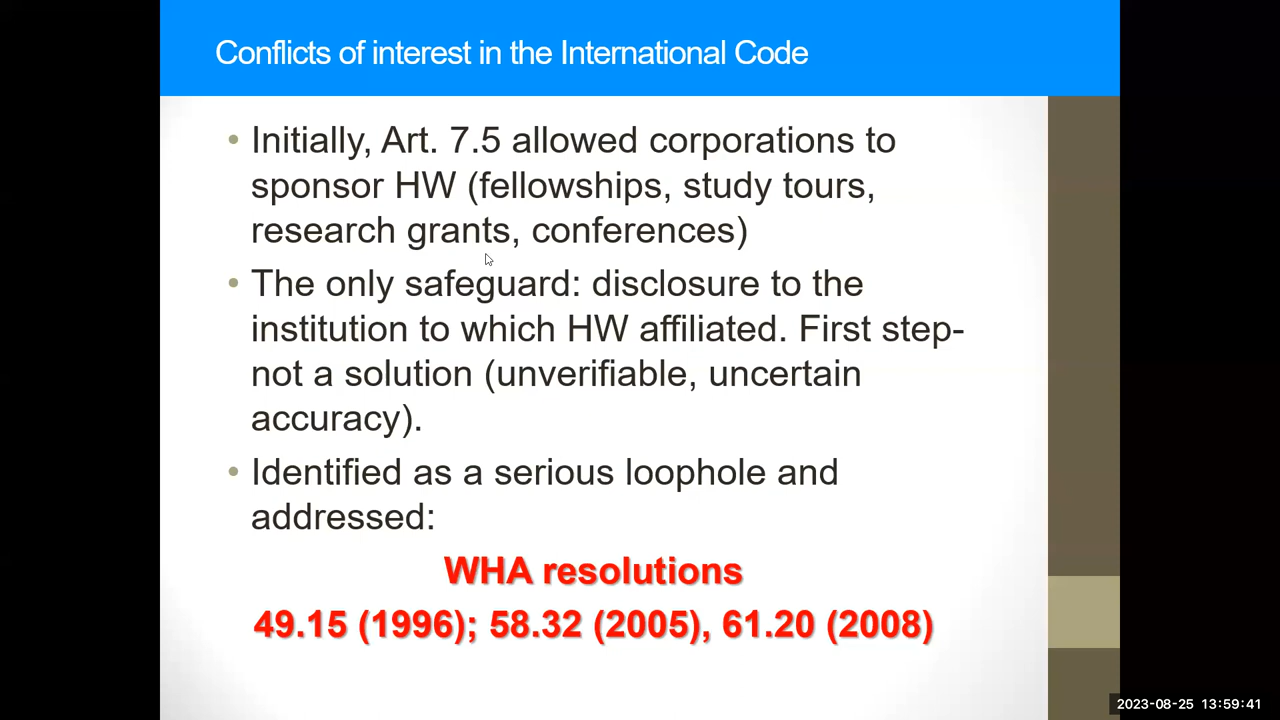 Conflicts of interest in the International Code
• Initially, Art. 7.5 allowed corporations to
sponsor HW (fellowships, study tours,
research grants, conferences)
• The only safeguard: disclosure to the
institution to which HW affiliated. First step-
not a solution (unverifiable, uncertain
accuracy).
• Identified as a serious loophole and
addressed:
WHA resolutions
49.15 (1996); 58.32 (2005), 61.20 (2008)
2023-08-25 13:59:41